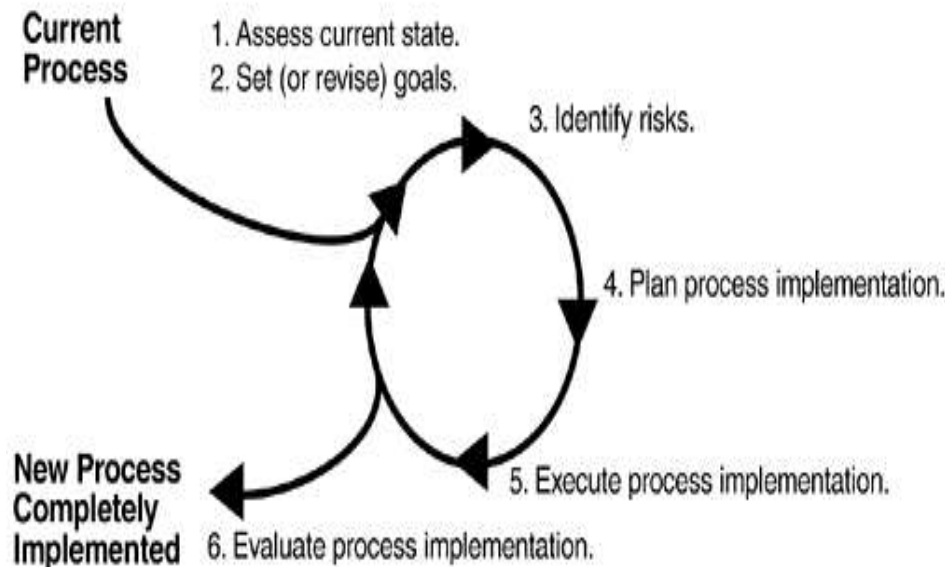 Current
Process
1. Assess current state.
2. Set (or revise) goals.
3. Identify risks.
4. Plan process implementation.
5. Execute process implementation.
New Process
Completely
Implemented
6. Evaluate process implementation.